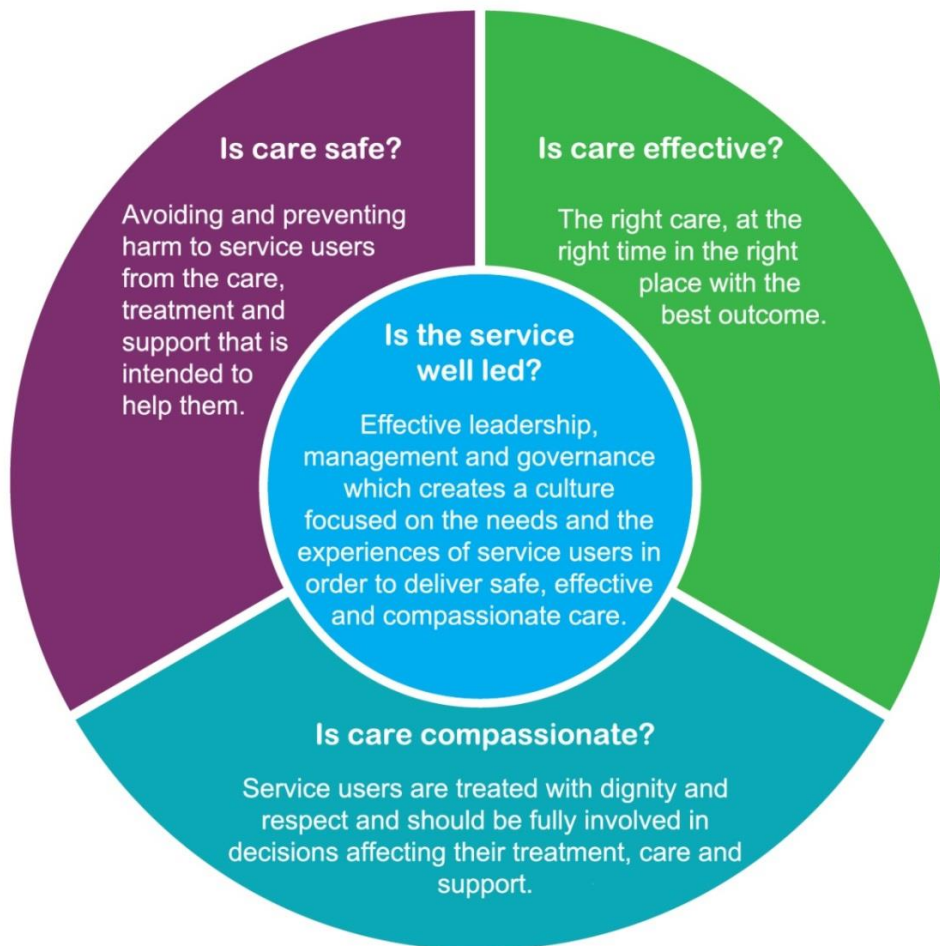 Is care safe?
Avoiding and preventing
harm to service users
from the care,
treatment and
support that is
intended to
help them.
Is care effective?
The right care, at the
right time in the right
place with the
best outcome.
Is the service
well led?
Effective leadership,
management and governance
which creates a culture
focused on the needs and the
experiences of service users in
order to deliver safe, effective
and compassionate care.
Is care compassionate?
Service users are treated with dignity and
respect and should be fully involved in
decisions affecting their treatment, care and
support.